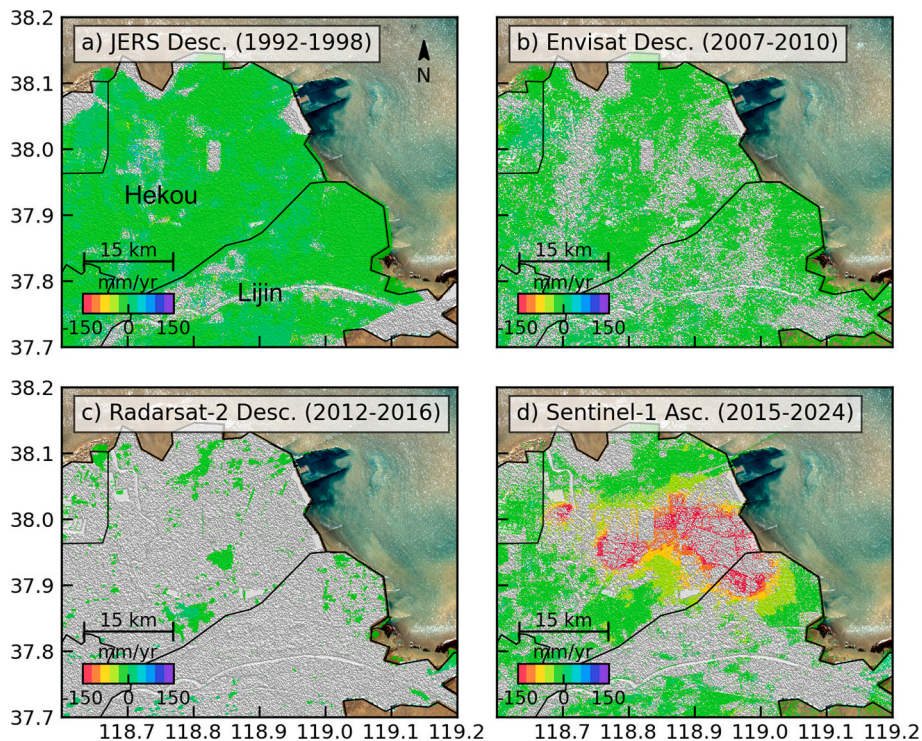 38.2
a) JERS Desc. (1992-1998)
N
38.1
38.0
Hekou
37.9
15 km
37.8
mm/yr
Lijin
-150 0 150
37.7
b) Envisat Desc. (2007-2010)
15 km
mm/yr
-150 0 150
38.2
c) Radarsat-2 Desc. (2012-2016)
38.1
38.0
37.9
15 km
37.8
mm/yr
-150 0 150
37.7
118.7 118.8 118.9 119.0 119.1 119.2
d) Sentinel-1 Asc. (2015-2024)
15 km
mm/yr
-150 0 150
118.7 118.8 118.9 119.0 119.1 119.2